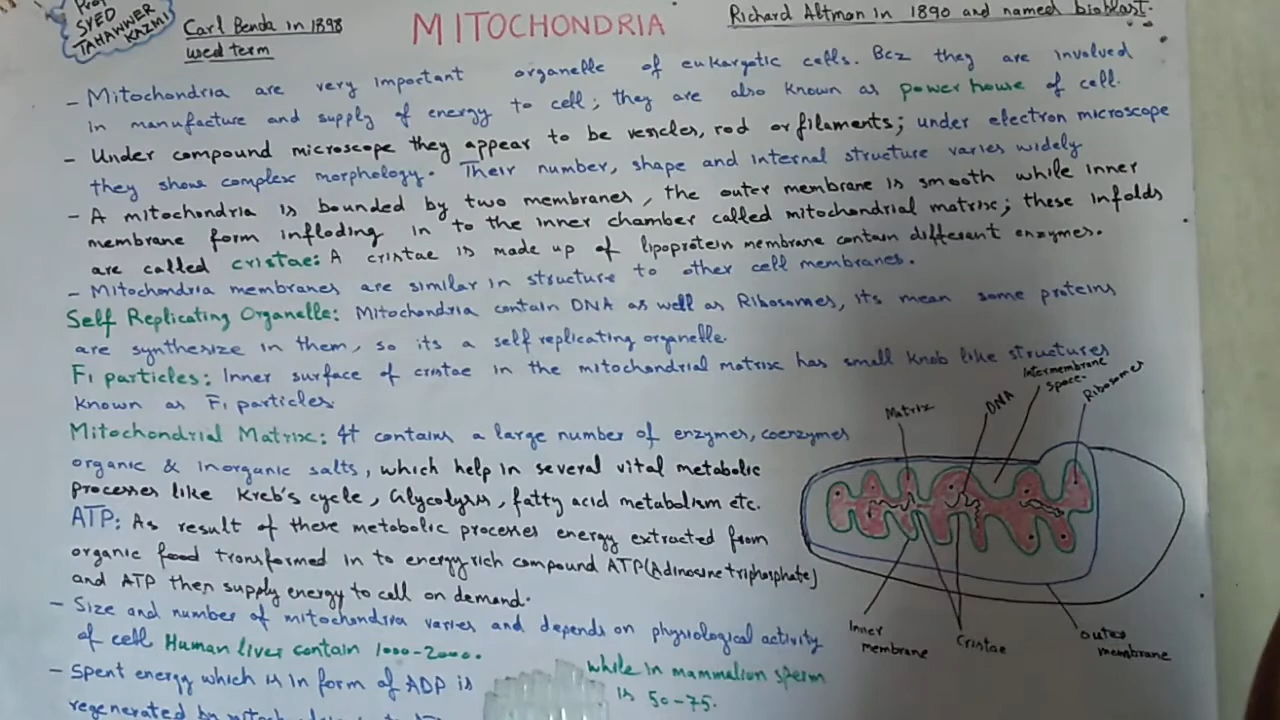 Prof
SYED
TAHAWWER
KAZMI
Carl Benda in 1898
used term
MITOCHONDRIA
Richard Altman in 1890 and named bioblast.
- Mitochondria are very important organelle of eukaryotic cells. Bcz they are involved
in manufacture and supply of energy to cell; they are also known as power house of cell.
- Under compound microscope they appear to be vesicles, rod or filaments; under electron microscope
they show complex morphology. Their number, shape and internal structure varies widely
- A mitochondria is bounded by two membranes, the outer membrane is smooth while inner
membrane form infloding in to the inner chamber called mitochondrial matrix; these infolds
are called cristae: A cristae is made up of lipoprotein membrane contain different enzymes.
- Mitochondria membranes are similar in structure to other cell membranes.
Self Replicating Organelle: Mitochondria contain DNA as well as Ribosomes, its mean some proteins
are synthesize in them, so its a self replicating organelle.
F1 particles: Inner surface of cristae in the mitochondrial matrix has small knob like structures
known as F1 particles.
Mitochondrial Matrix: It contains a large number of enzymes, coenzymes
organic & inorganic salts, which help in several vital metabolic
processes like Kreb's cycle, Glycolysis, fatty acid metabolism etc.
ATP: As result of these metabolic processes energy extracted from
organic food transformed in to energy rich compound ATP(Adinosine triphosphate)
and ATP then supply energy to cell on demand.
- Size and number of mitochondria varies and depends on physiological activity
of cell Human liver contain 1000-2000.
while in mammalian sperm
is 50-75.
- Spent energy which is in form of ADP is
regenerated by
Matrix
DNA
Intermembrane
space.
Ribosomes
Inner
membrane
Cristae
outer
membrane